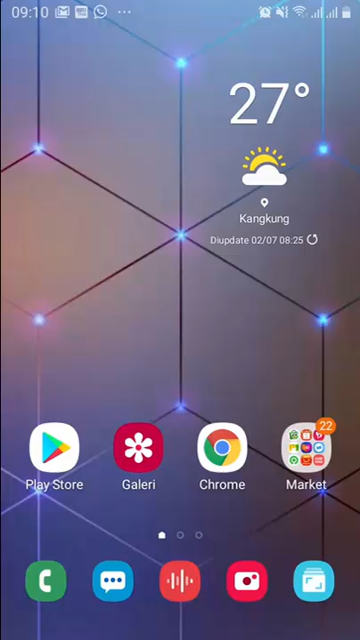 09:10
27°
Kangkung
Diupdate 02/07 08:25
22
Play Store
Galeri
Chrome
Market